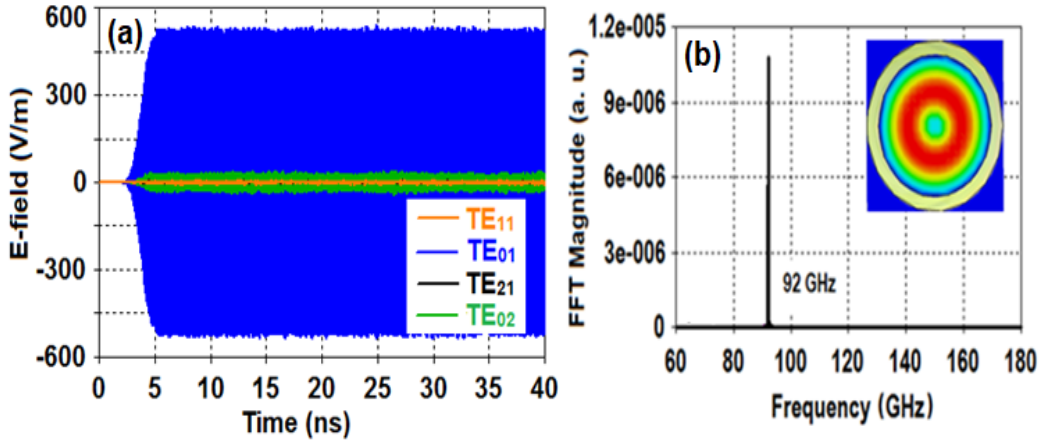 (a)
E-field (V/m)
600
300
0
-300
-600
0 5 10 15 20 25 30 35 40
Time (ns)
TE11
TE01
TE21
TE02
(b)
FFT Magnitude (a. u.)
1.2e-005
9e-006
6e-006
3e-006
0
92 GHz
60 80 100 120 140 160 180
Frequency (GHz)